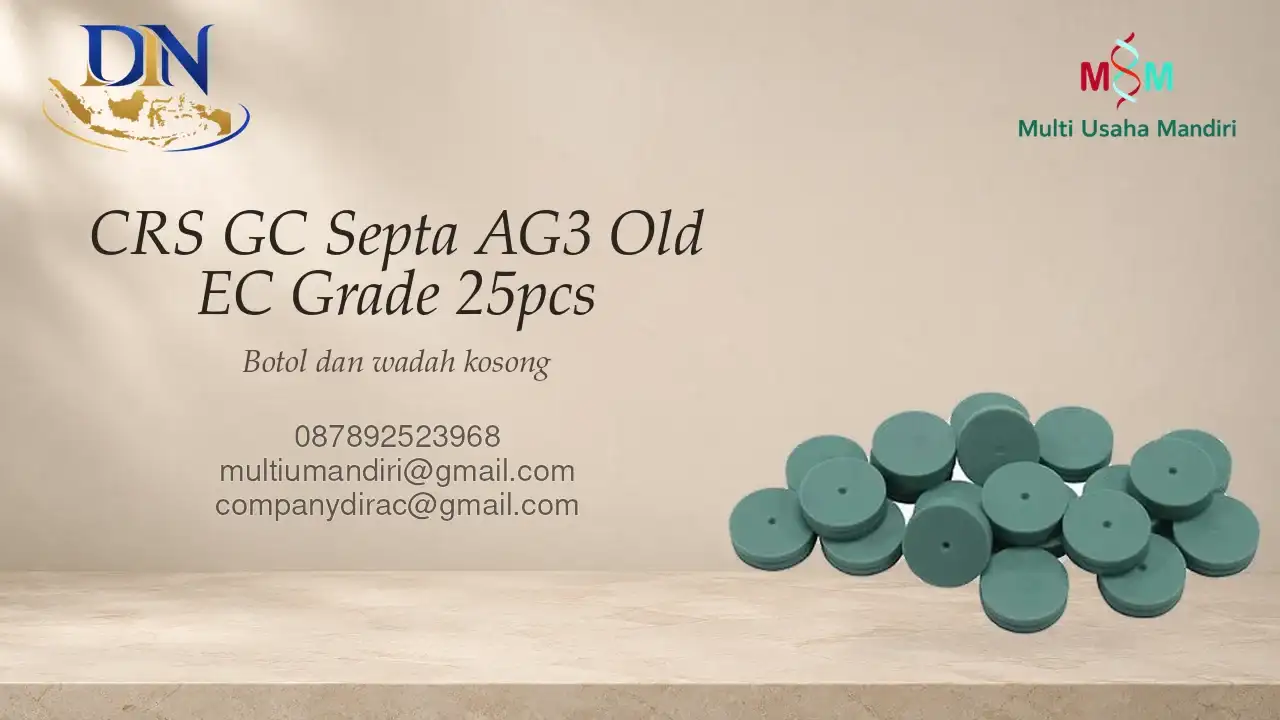 DN
MSM
Multi Usaha Mandiri
CRS GC Septa AG3 Old
EC Grade 25pcs
Botol dan wadah kosong
087892523968
multiumandiri@gmail.com
companydirac@gmail.com